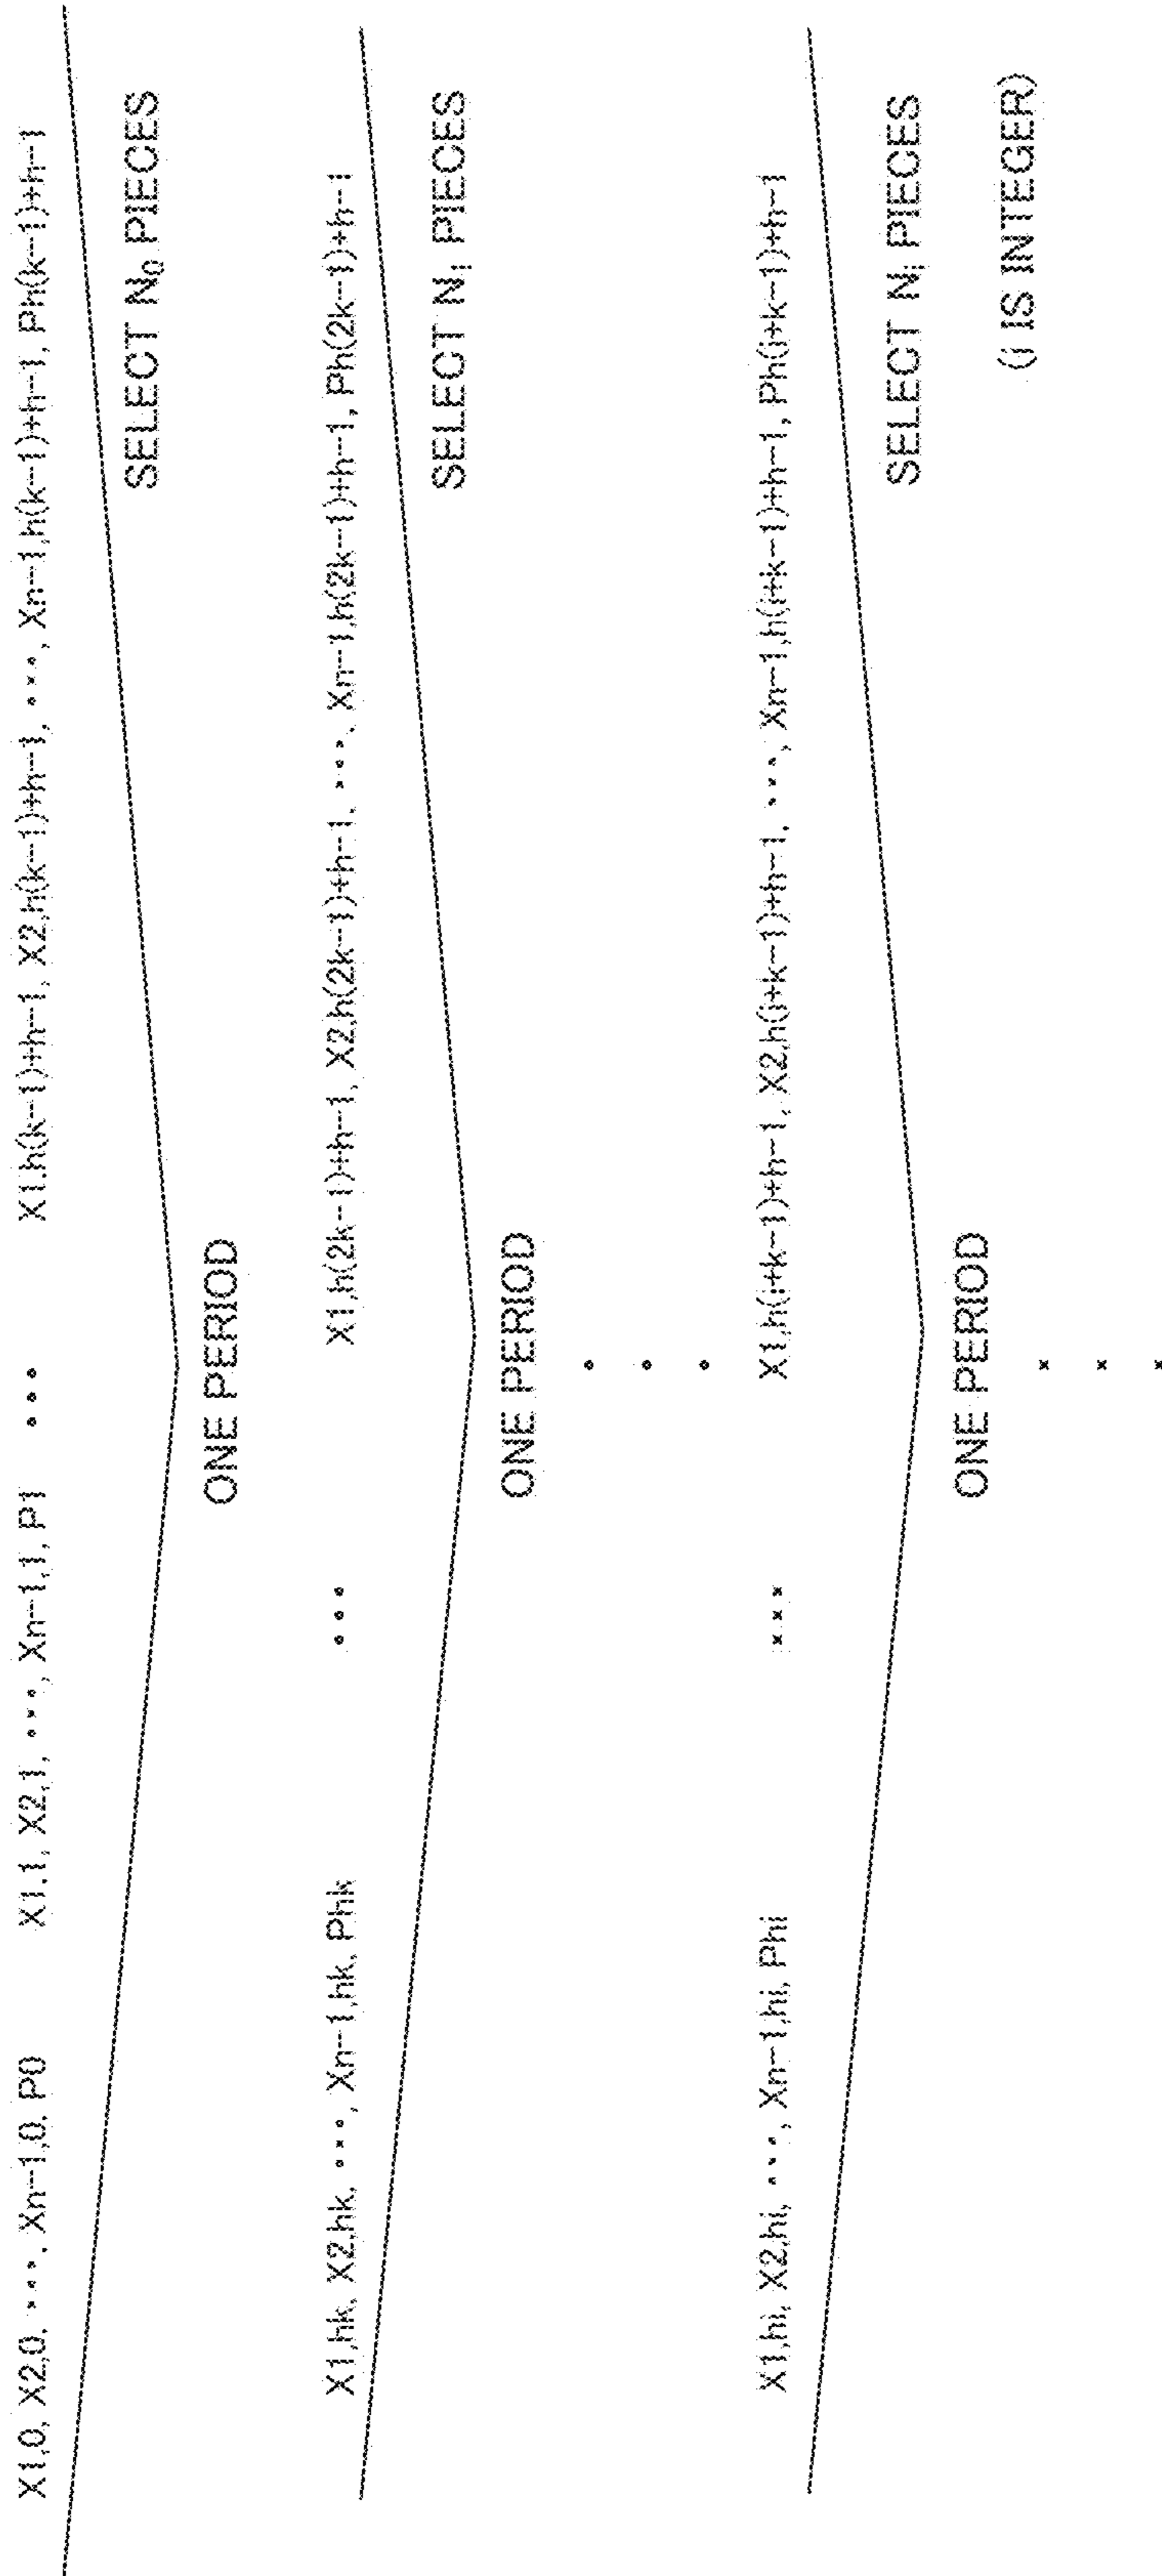 X1,0, X2,0, ···, Xn-1,0, P0 X1,1, X2,1, ···, Xn-1,1, P1 ··· X1,h(k-1)+h-1, X2,h(k-1)+h-1, ···, Xn-1,h(k-1)+h-1, Ph(k-1)+h-1
SELECT N₀ PIECES
ONE PERIOD
X1,hk, X2,hk, ···, Xn-1,hk, Phk ··· X1,h(2k-1)+h-1, X2,h(2k-1)+h-1, ···, Xn-1,h(2k-1)+h-1, Ph(2k-1)+h-1
SELECT N₁ PIECES
ONE PERIOD
X1,hi, X2,hi, ···, Xn-1,hi, Phi ··· X1,h(i+k-1)+h-1, X2,h(i+k-1)+h-1, ···, Xn-1,h(i+k-1)+h-1, Ph(i+k-1)+h-1
SELECT Nⱼ PIECES
ONE PERIOD
(j IS INTEGER)